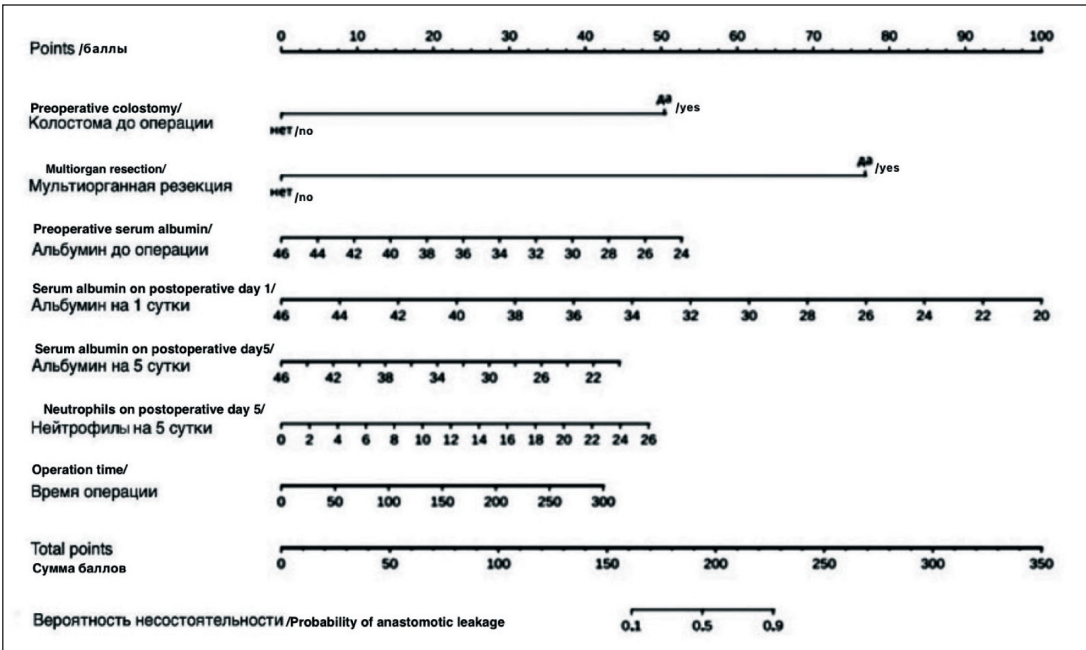 Points /баллы
0 10 20 30 40 50 60 70 80 90 100
Preoperative colostomy/
Колостома до операции
да /yes
нет /no
Multiorgan resection/
Мультиорганная резекция
да /yes
нет /no
Preoperative serum albumin/
Альбумин до операции
46 44 42 40 38 36 34 32 30 28 26 24
Serum albumin on postoperative day 1/
Альбумин на 1 сутки
46 44 42 40 38 36 34 32 30 28 26 24 22 20
Serum albumin on postoperative day5/
Альбумин на 5 сутки
46 42 38 34 30 26 22
Neutrophils on postoperative day 5/
Нейтрофилы на 5 сутки
0 2 4 6 8 10 12 14 16 18 20 22 24 26
Operation time/
Время операции
0 50 100 150 200 250 300
Total points
Сумма баллов
0 50 100 150 200 250 300 350
Вероятность несостоятельности /Probability of anastomotic leakage
0.1 0.5 0.9